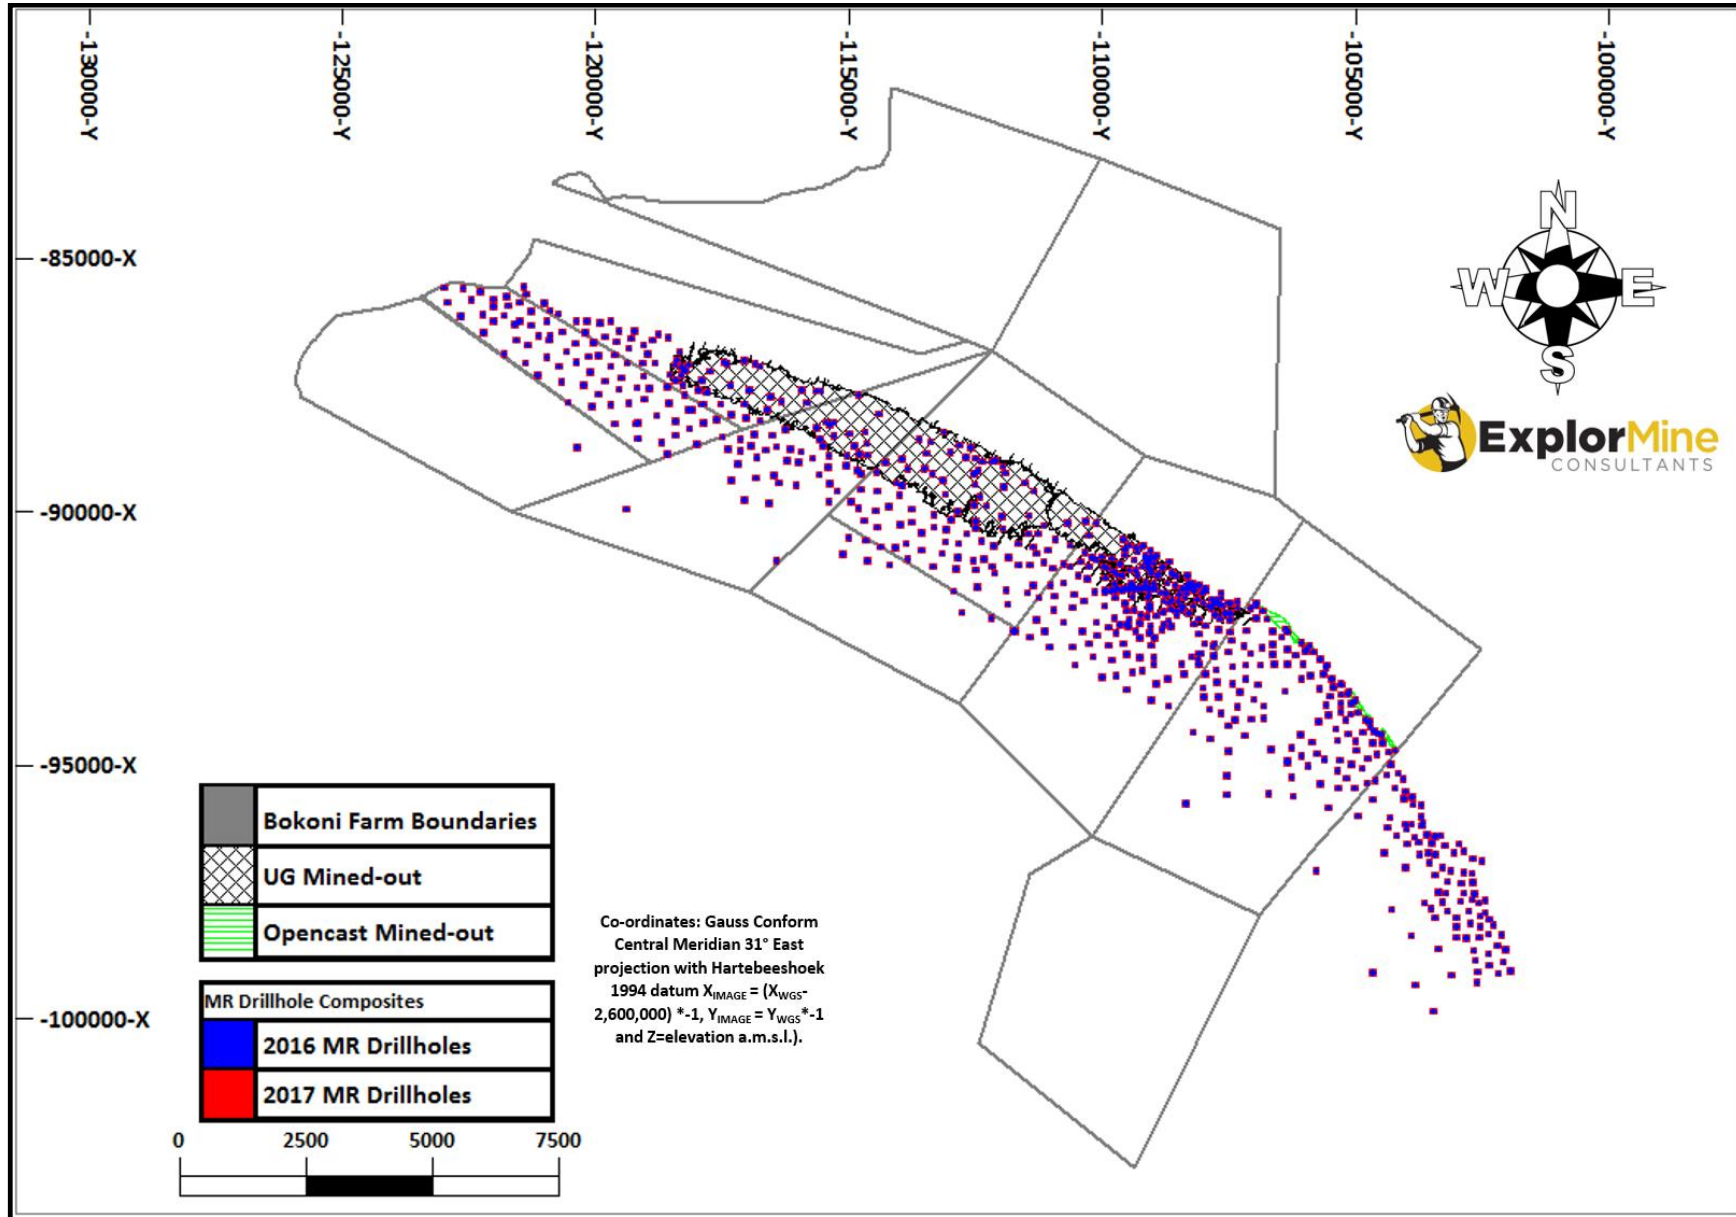 -130000-Y
-125000-Y
-120000-Y
-115000-Y
-110000-Y
-105000-Y
-100000-Y
-85000-X
-90000-X
-95000-X
-100000-X
N
W E
S
ExplorMine
CONSULTANTS
Bokoni Farm Boundaries
UG Mined-out
Opencast Mined-out
MR Drillhole Composites
2016 MR Drillholes
2017 MR Drillholes
0 2500 5000 7500
Co-ordinates: Gauss Conform
Central Meridian 31° East
projection with Hartebeeshoek
1994 datum XIMAGE = (XWGS-
2,600,000) *-1, YIMAGE = YWGS*-1
and Z=elevation a.m.s.l.).